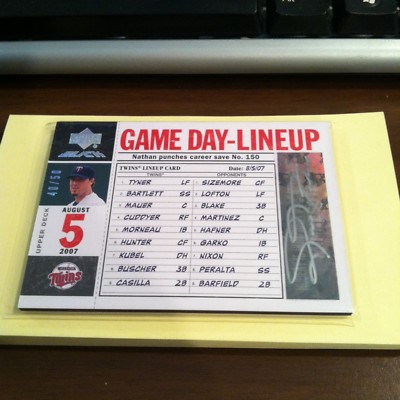 UPPER DECK
BLACK
GAME DAY-LINEUP
Nathan punches career save No. 150
TWINS' LINEUP CARD
Date: 8/5/07
TWINS'
OPPONENTS
TYNER LF SIZEMORE CF
BARTLETT SS LOFTON LF
MAUER C BLAKE 3B
CUDDYER RF MARTINEZ C
MORNEAU 1B HAFNER DH
HUNTER CF GARKO 1B
KUBEL DH NIXON RF
BUSCHER 3B PERALTA SS
CASILLA 2B BARFIELD 2B
UPPER DECK
AUGUST
5
2007
Twins